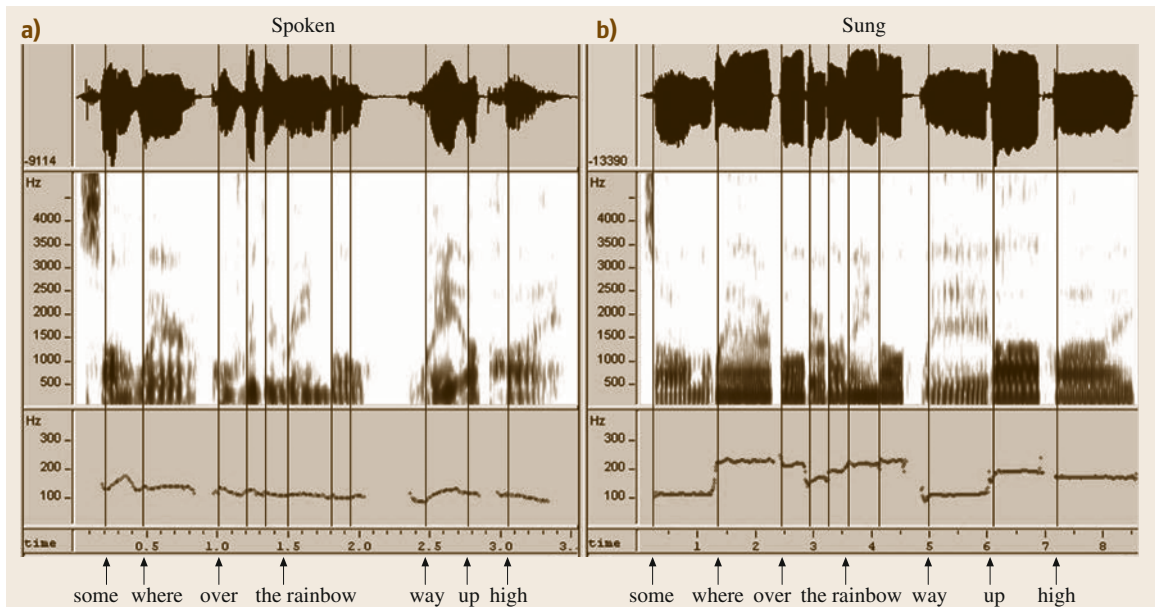 a) Spoken
-9114
Hz
4000
3500
3000
2500
2000
1500
1000
500
Hz
300
200
100
time 0.5 1.0 1.5 2.0 2.5 3.0 3.
some where over the rainbow way up high
b) Sung
-13390
Hz
4000
3500
3000
2500
2000
1500
1000
500
Hz
300
200
100
time 1 2 3 4 5 6 7 8
some where over the rainbow way up high